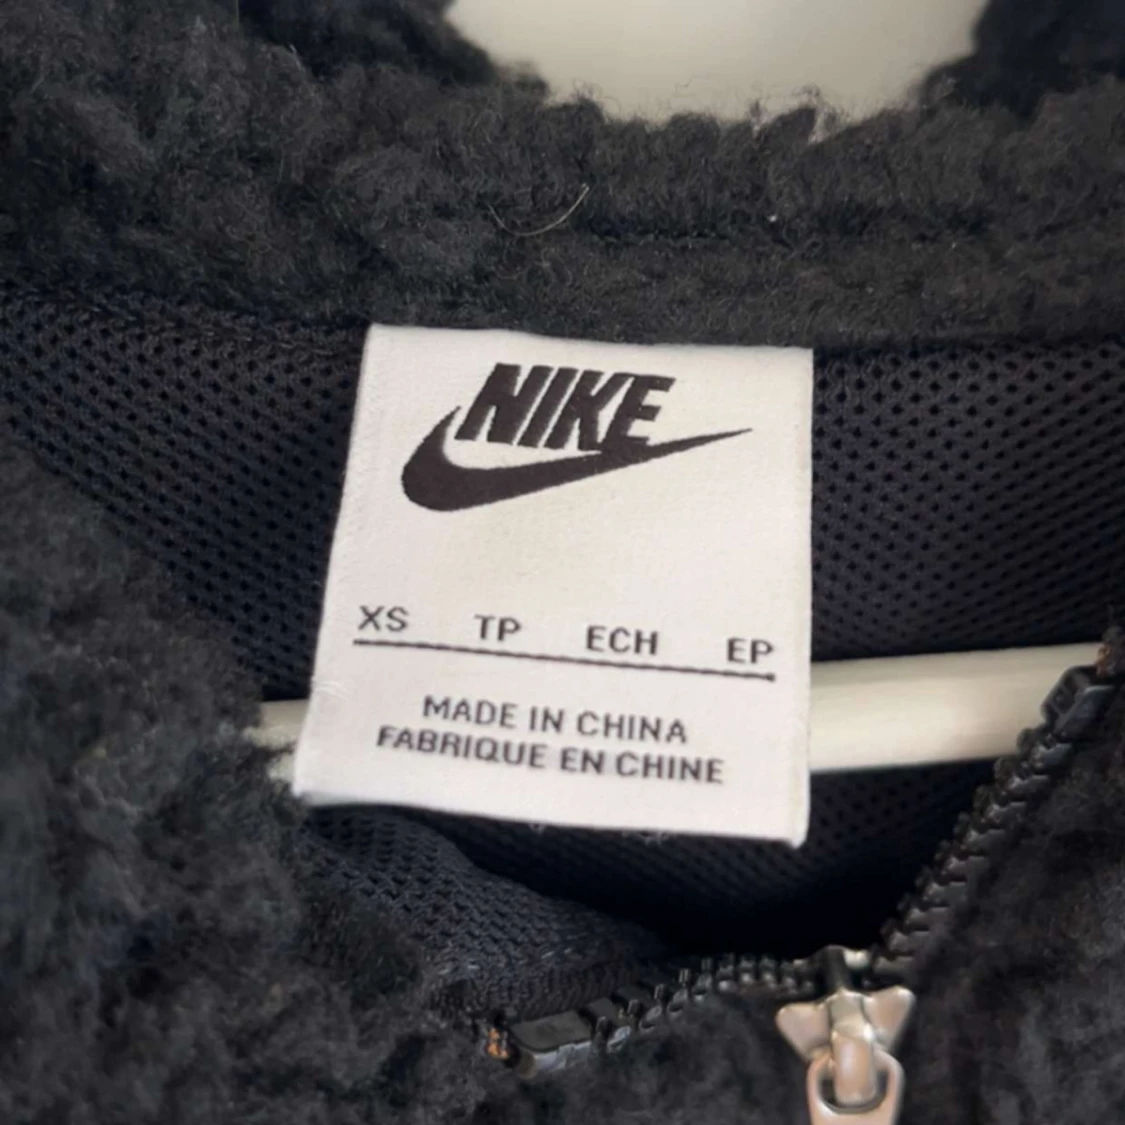 NIKE
XS TP ECH EP
MADE IN CHINA
FABRIQUE EN CHINE